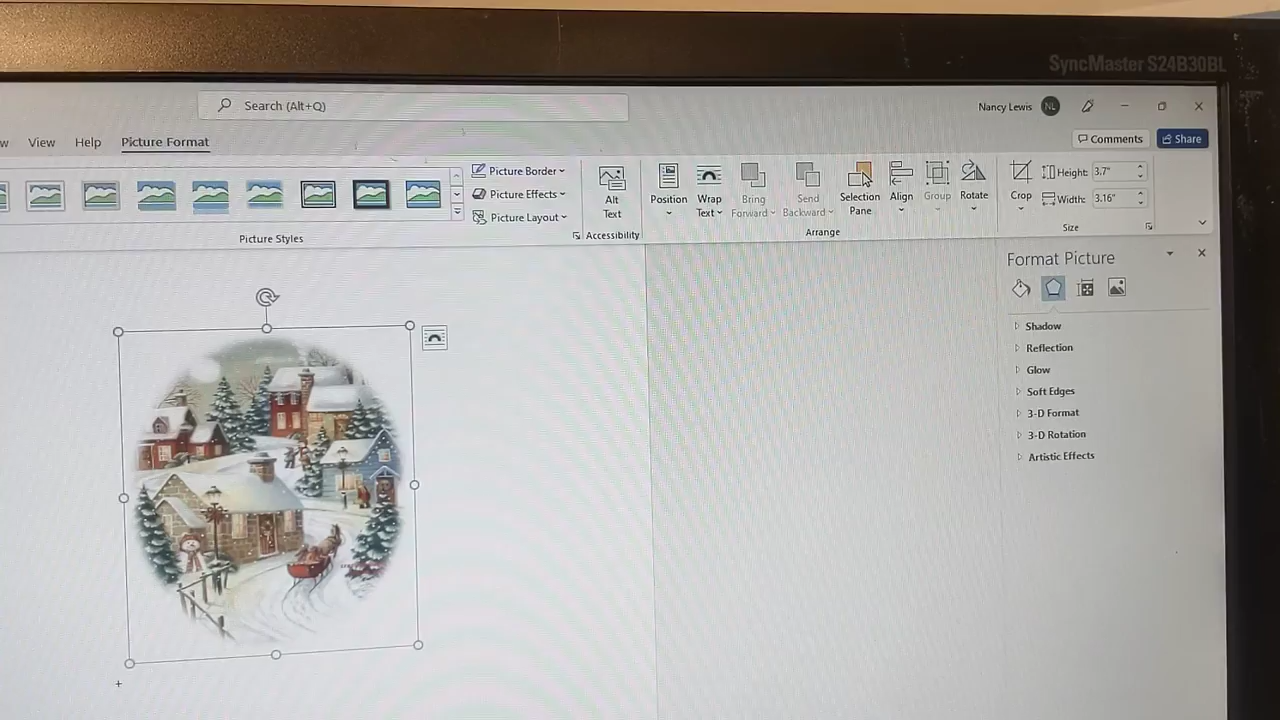 SyncMaster S24B30BL
Search (Alt+Q)
Nancy Lewis NL
w View Help Picture Format
Comments Share
Picture Border
Picture Effects
Picture Layout
Alt Text
Position
Wrap Text
Bring Forward
Send Backward
Selection Pane
Align
Group
Rotate
Crop
Height: 3.7"
Width: 3.16"
Picture Styles
Accessibility
Arrange
Size
Format Picture
Shadow
Reflection
Glow
Soft Edges
3-D Format
3-D Rotation
Artistic Effects